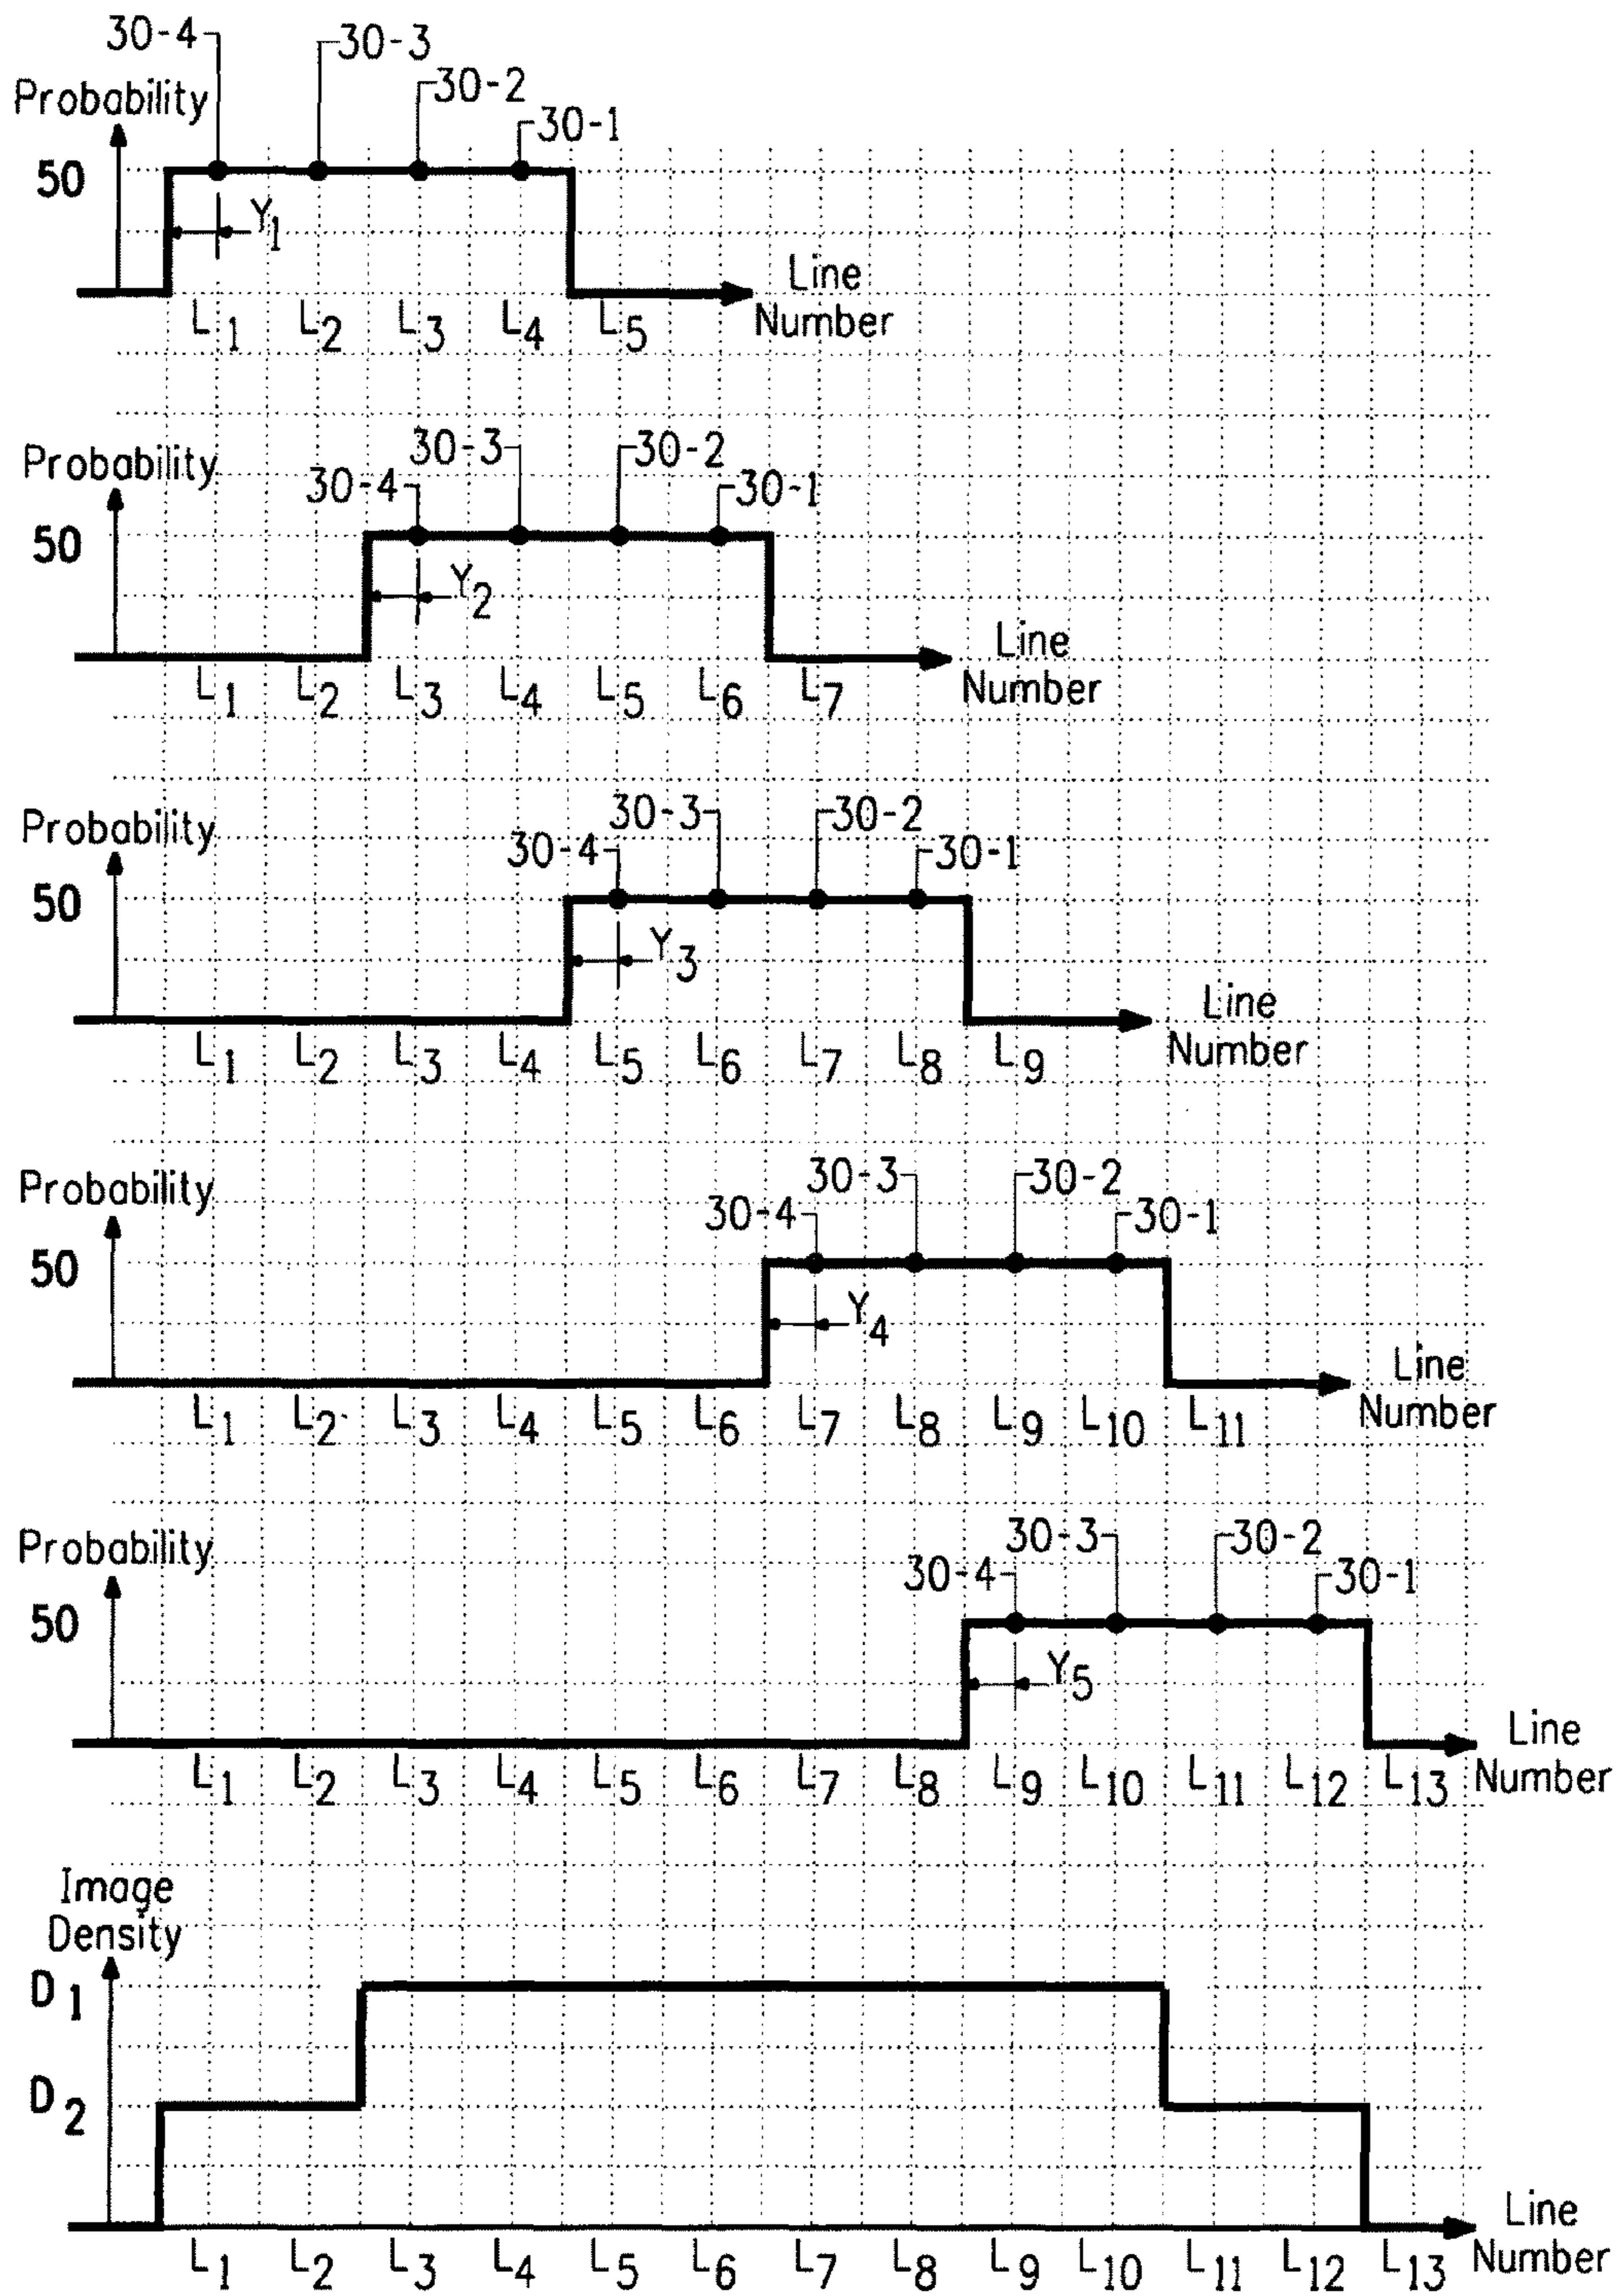 30-4 30-3
30-2
Probability 30-1
50
Y1
Line
Number
L1 L2 L3 L4 L5
30-3 30-2
Probability
30-4 30-1
50
Y2
Line
Number
L1 L2 L3 L4 L5 L6 L7
30-3 30-2
Probability
30-4 30-1
50
Y3
Line
Number
L1 L2 L3 L4 L5 L6 L7 L8 L9
30-3 30-2
Probability
30-4 30-1
50
Y4
Line
Number
L1 L2 L3 L4 L5 L6 L7 L8 L9 L10 L11
30-3 30-2
Probability
30-4 30-1
50
Y5
Line
Number
L1 L2 L3 L4 L5 L6 L7 L8 L9 L10 L11 L12 L13
Image
Density
D1
D2
Line
Number
L1 L2 L3 L4 L5 L6 L7 L8 L9 L10 L11 L12 L13